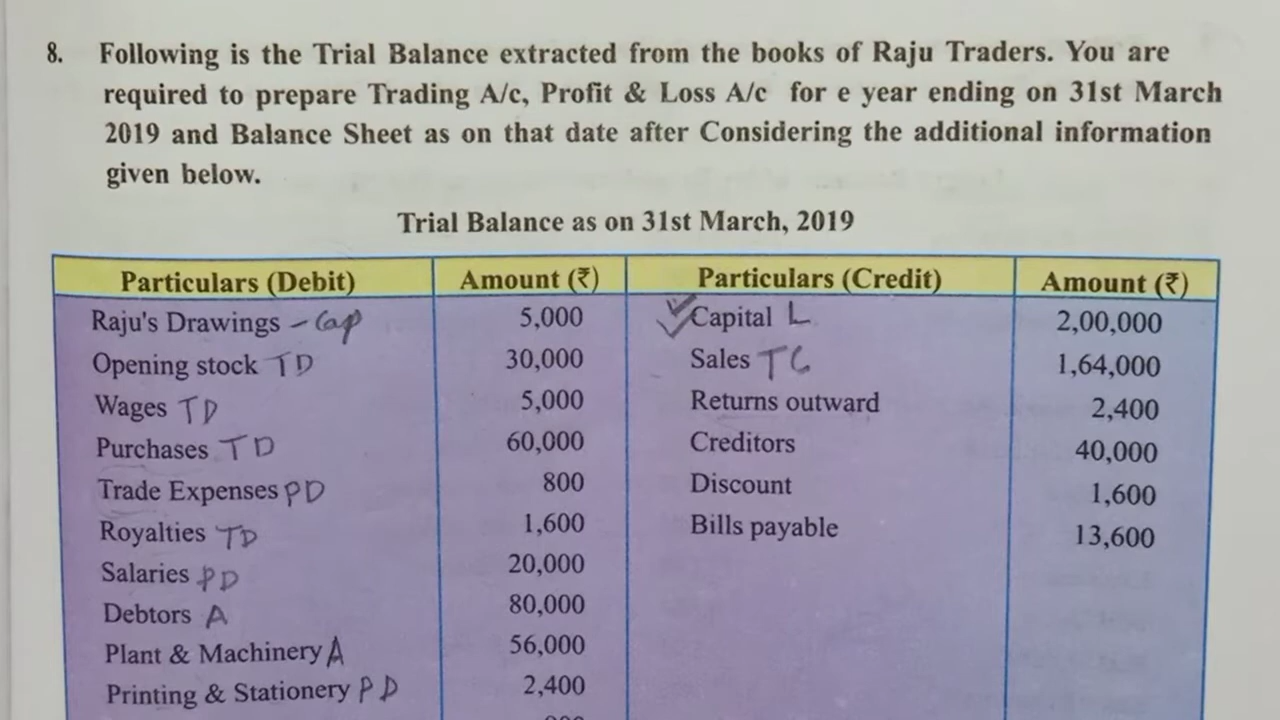 8. Following is the Trial Balance extracted from the books of Raju Traders. You are
required to prepare Trading A/c, Profit & Loss A/c for e year ending on 31st March
2019 and Balance Sheet as on that date after Considering the additional information
given below.
Trial Balance as on 31st March, 2019
Particulars (Debit) Amount (₹) Particulars (Credit) Amount (₹)
Raju's Drawings - Cap 5,000 Capital L 2,00,000
Opening stock TD 30,000 Sales TC 1,64,000
Wages TD 5,000 Returns outward 2,400
Purchases TD 60,000 Creditors 40,000
Trade Expenses PD 800 Discount 1,600
Royalties TD 1,600 Bills payable 13,600
Salaries PD 20,000
Debtors A 80,000
Plant & Machinery A 56,000
Printing & Stationery PD 2,400